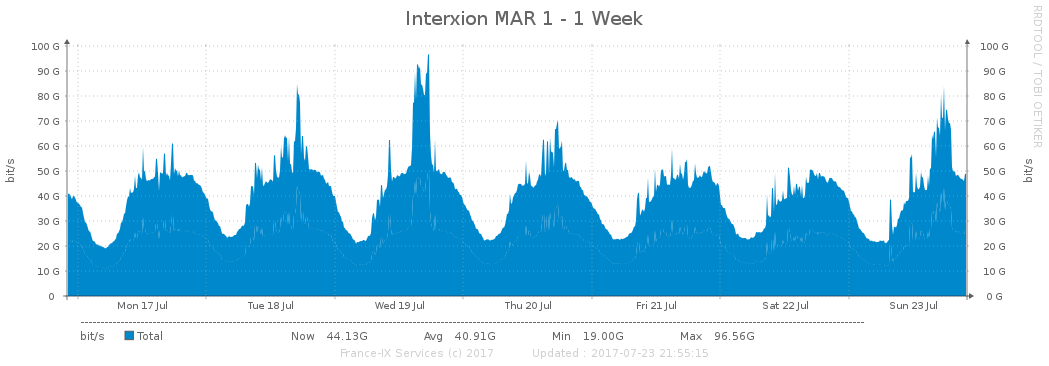 Interxion MAR 1 - 1 Week
RRDTOOL / TOBI OETIKER
bit/s
bit/s
100 G 100 G
90 G 90 G
80 G 80 G
70 G 70 G
60 G 60 G
50 G 50 G
40 G 40 G
30 G 30 G
20 G 20 G
10 G 10 G
0 0 G
Mon 17 Jul Tue 18 Jul Wed 19 Jul Thu 20 Jul Fri 21 Jul Sat 22 Jul Sun 23 Jul
bit/s Total Now 44.13G Avg 40.91G Min 19.00G Max 96.56G
France-IX Services (c) 2017 Updated : 2017-07-23 21:55:15